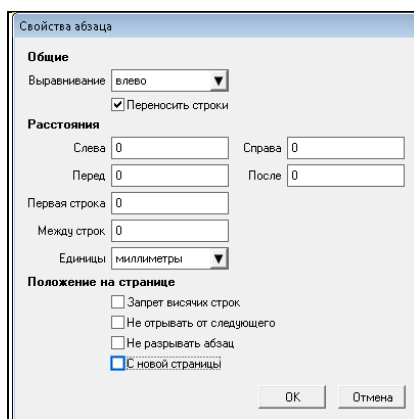 Свойства абзаца
Общие
Выравнивание влево
Переносить строки
Расстояния
Слева 0 Справа 0
Перед 0 После 0
Первая строка 0
Между строк 0
Единицы миллиметры
Положение на странице
Запрет висячих строк
Не отрывать от следующего
Не разрывать абзац
С новой страницы
OK Отмена